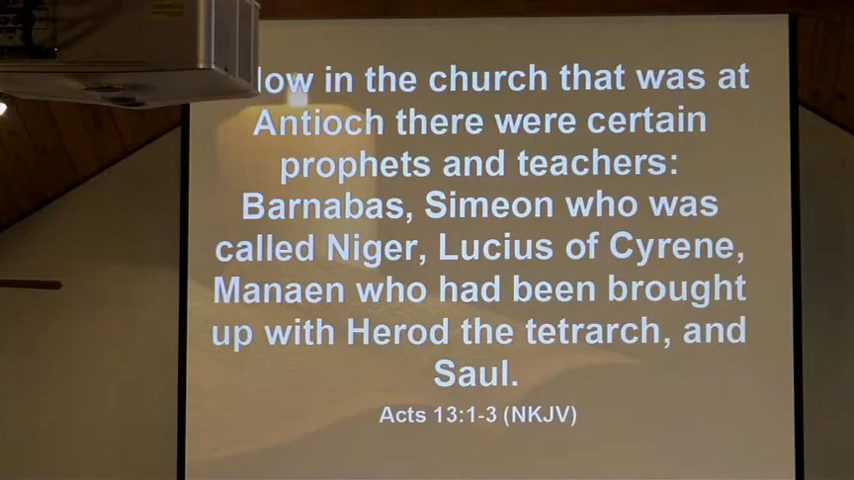 Now in the church that was at
Antioch there were certain
prophets and teachers:
Barnabas, Simeon who was
called Niger, Lucius of Cyrene,
Manaen who had been brought
up with Herod the tetrarch, and
Saul.
Acts 13:1-3 (NKJV)